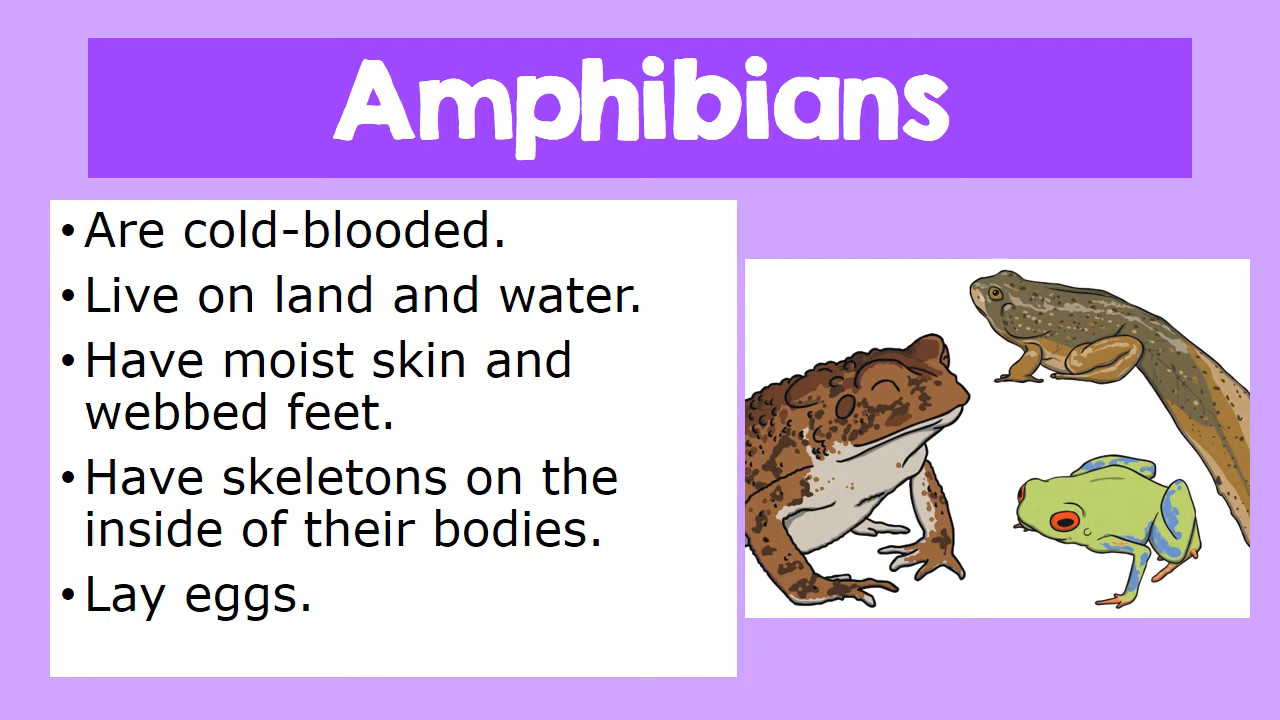 Amphibians
• Are cold-blooded.
• Live on land and water.
• Have moist skin and
webbed feet.
• Have skeletons on the
inside of their bodies.
• Lay eggs.